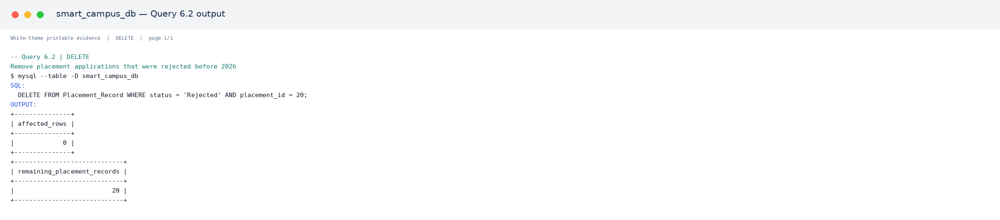 smart_campus_db — Query 6.2 output
White-theme printable evidence  |  DELETE  |  page 1/1
-- Query 6.2 | DELETE
Remove placement applications that were rejected before 2026
$ mysql --table -D smart_campus_db
SQL:
  DELETE FROM Placement_Record WHERE status = 'Rejected' AND placement_id = 20;
OUTPUT:
+---------------+
| affected_rows |
+---------------+
|             0 |
+---------------+
+-----------------------------+
| remaining_placement_records |
+-----------------------------+
|                          20 |
+-----------------------------+